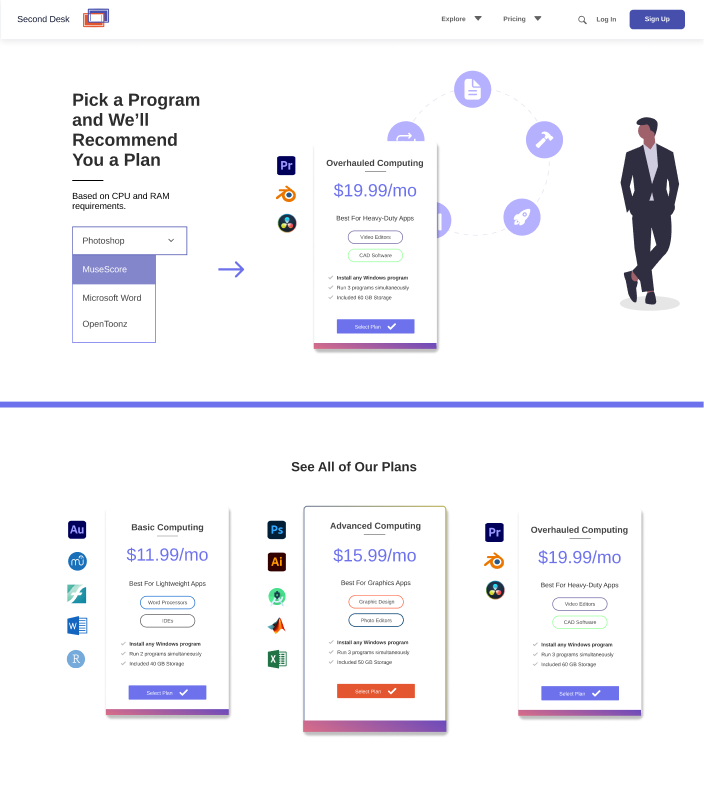 Second Desk
Explore
Pricing
Log In
Sign Up
Pick a Program
and We’ll
Recommend
You a Plan
Based on CPU and RAM
requirements.
Photoshop
MuseScore
Microsoft Word
OpenToonz
Pr
Overhauled Computing
$19.99/mo
Best For Heavy-Duty Apps
Video Editors
CAD Software
Install any Windows program
Run 3 programs simultaneously
Included 60 GB Storage
Select Plan
See All of Our Plans
Au
W
R
Basic Computing
$11.99/mo
Best For Lightweight Apps
Word Processors
IDEs
Install any Windows program
Run 2 programs simultaneously
Included 40 GB Storage
Select Plan
Ps
Ai
X
Advanced Computing
$15.99/mo
Best For Graphics Apps
Graphic Design
Photo Editors
Install any Windows program
Run 3 programs simultaneously
Included 50 GB Storage
Select Plan
Pr
Overhauled Computing
$19.99/mo
Best For Heavy-Duty Apps
Video Editors
CAD Software
Install any Windows program
Run 3 programs simultaneously
Included 60 GB Storage
Select Plan